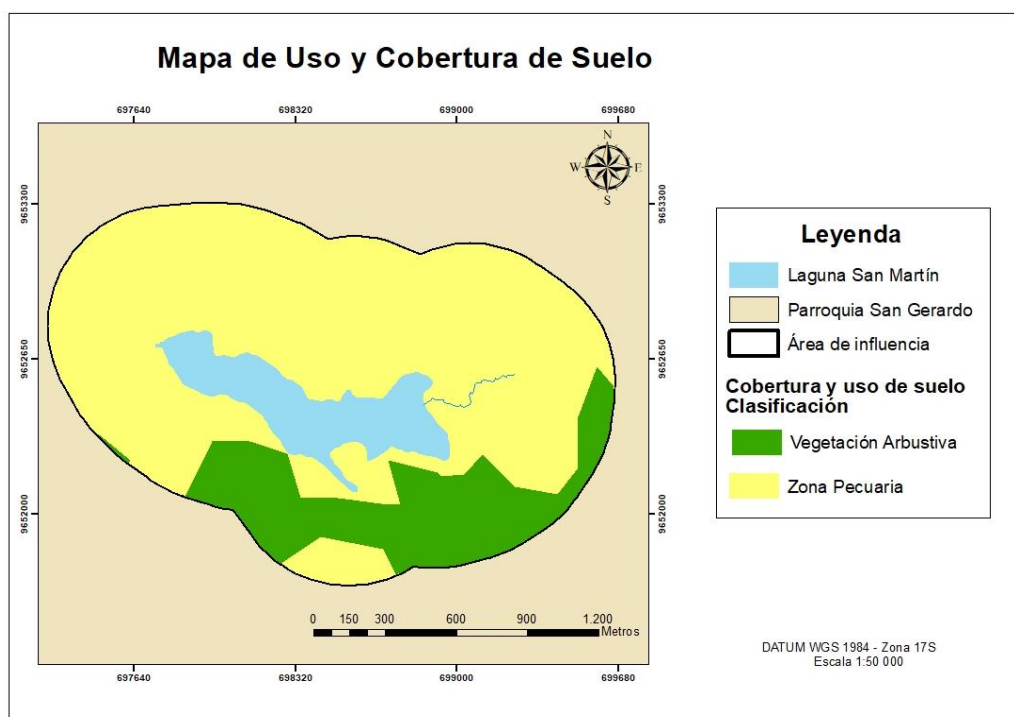 Mapa de Uso y Cobertura de Suelo
697640 698320 699000 699680
N
W E
S
9653300 9653300
9652650 9652650
9652000 9652000
0 150 300 600 900 1.200
Metros
697640 698320 699000 699680
Leyenda
Laguna San Martín
Parroquia San Gerardo
Área de influencia
Cobertura y uso de suelo
Clasificación
Vegetación Arbustiva
Zona Pecuaria
DATUM WGS 1984 - Zona 17S
Escala 1:50 000